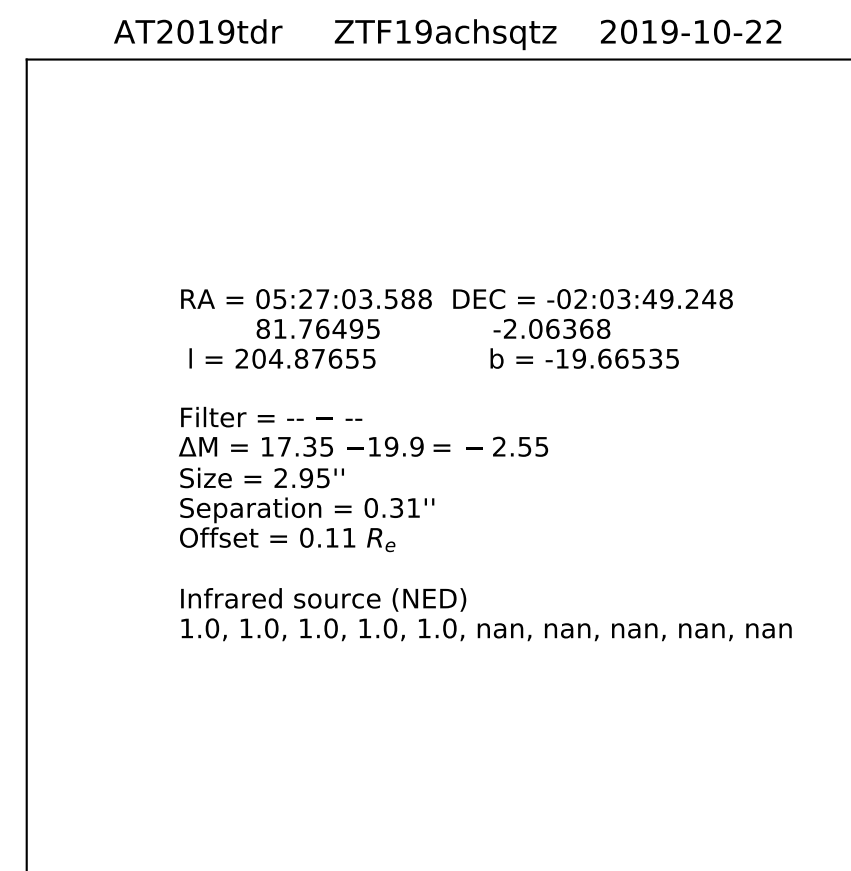 AT2019tdr ZTF19achsqtz 2019-10-22
RA = 05:27:03.588 DEC = -02:03:49.248
81.76495 -2.06368
l = 204.87655 b = -19.66535
Filter = -- − --
ΔM = 17.35 −19.9 = − 2.55
Size = 2.95''
Separation = 0.31''
Offset = 0.11 Rₑ
Infrared source (NED)
1.0, 1.0, 1.0, 1.0, 1.0, nan, nan, nan, nan, nan